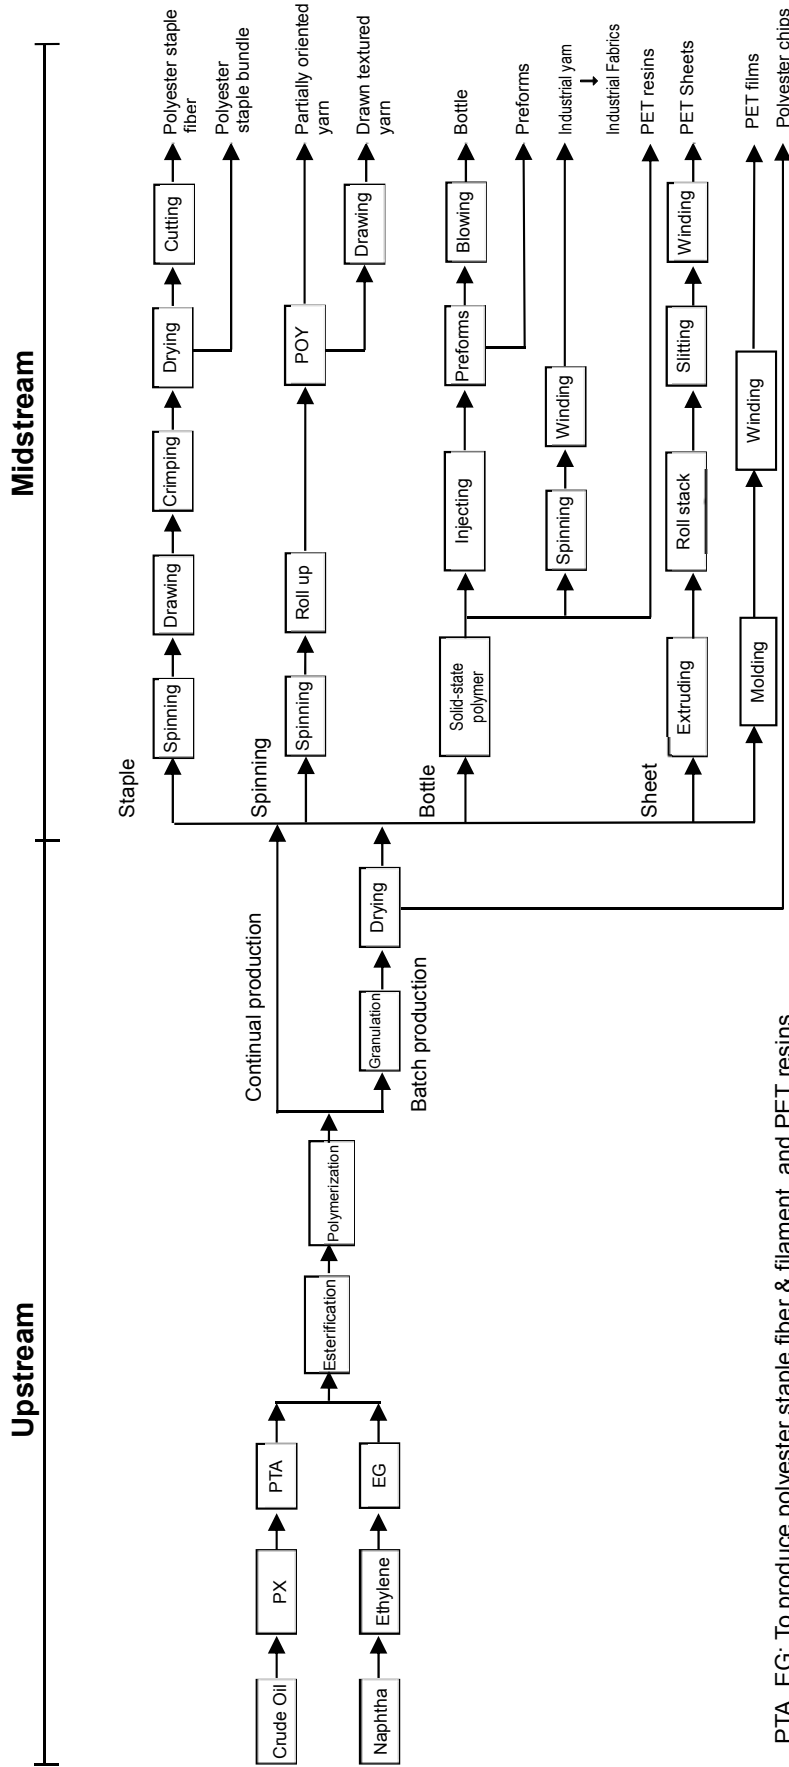 Upstream
Midstream
Crude Oil
PX
PTA
Naphtha
Ethylene
EG
Esterification
Polymerization
Continual production
Granulation
Drying
Batch production
Staple
Spinning
Drawing
Crimping
Drying
Cutting
Polyester staple
fiber
Polyester
staple bundle
Spinning
Spinning
Roll up
POY
Partially oriented
yarn
Drawing
Drawn textured
yarn
Bottle
Solid-state
polymer
Injecting
Preforms
Blowing
Bottle
Preforms
Spinning
Winding
Industrial yarn
Industrial Fabrics
PET resins
Sheet
Extruding
Roll stack
Slitting
Winding
PET Sheets
Molding
Winding
PET films
Polyester chips
PTA, EG: To produce polyester staple fiber & filament, and PET resins